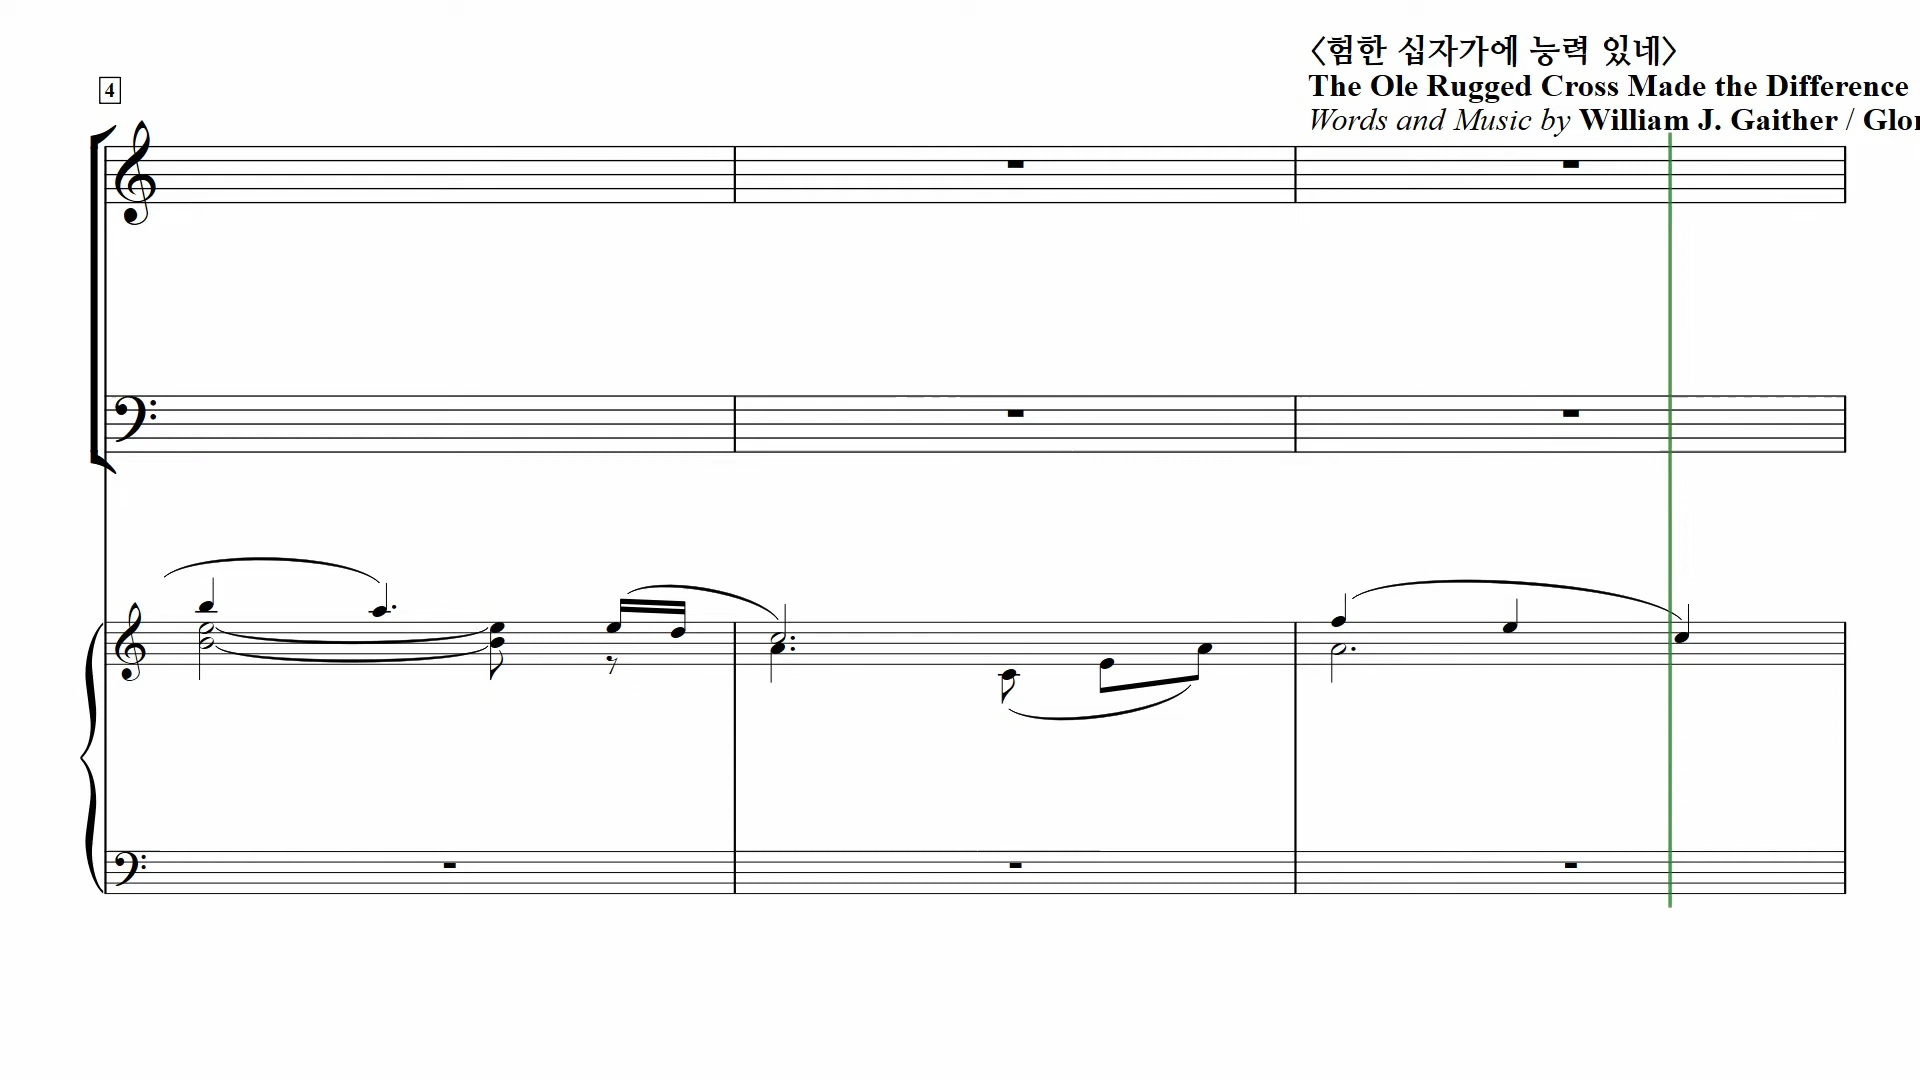 <험한 십자가에 능력 있네>
The Ole Rugged Cross Made the Difference
Words and Music by William J. Gaither / Glor
4